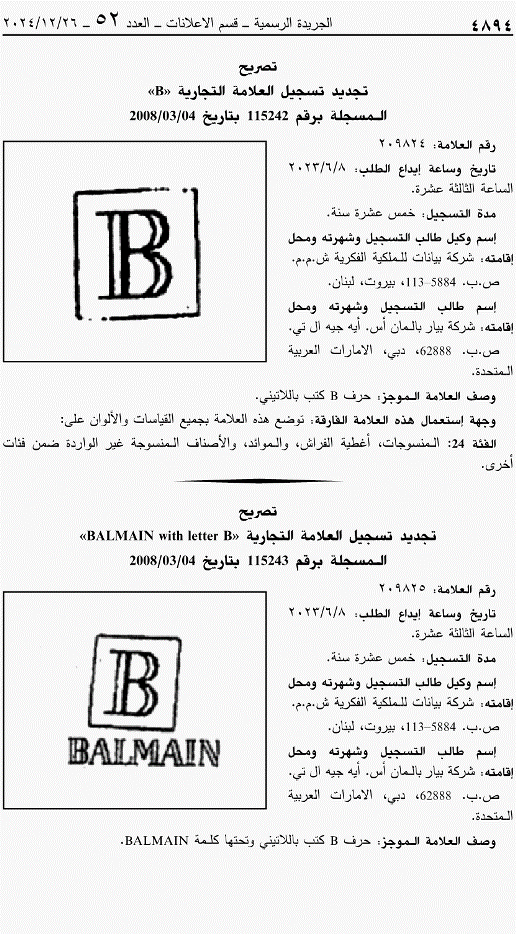 ٤٨٩٤ الجريدة الرسمية ــ قسم الاعلانات ــ العدد ٥٢ ــ ٢٠٢٤/١٢/٢٦
تصريح
تجديد تسجيل العلامة التجارية «B»
المسجلة برقم 115242 بتاريخ 2008/03/04
رقم العلامة: ٢٠٩٨٢٤
تاريخ وساعة إيداع الطلب: ٢٠٢٣/٦/٨
الساعة الثالثة عشرة.
مدة التسجيل: خمس عشرة سنة.
إسم وكيل طالب التسجيل وشهرته ومحل
إقامته: شركة بيانات للملكية الفكرية ش.م.م.
ص.ب. 5884–113، بيروت، لبنان.
إسم طالب التسجيل وشهرته ومحل
إقامته: شركة بيار بالمان أس. أيه جيه ال تي.
ص.ب. 62888، دبي، الامارات العربية
المتحدة.
B
وصف العلامة الموجز: حرف B كتب باللاتيني.
وجهة إستعمال هذه العلامة الفارقة: توضع هذه العلامة بجميع القياسات والألوان على:
الفئة 24: المنسوجات، أغطية الفراش، والموائد، والأصناف المنسوجة غير الواردة ضمن فئات
أخرى.
تصريح
تجديد تسجيل العلامة التجارية «BALMAIN with letter B»
المسجلة برقم 115243 بتاريخ 2008/03/04
رقم العلامة: ٢٠٩٨٢٥
تاريخ وساعة إيداع الطلب: ٢٠٢٣/٦/٨
الساعة الثالثة عشرة.
مدة التسجيل: خمس عشرة سنة.
إسم وكيل طالب التسجيل وشهرته ومحل
إقامته: شركة بيانات للملكية الفكرية ش.م.م.
ص.ب. 5884–113، بيروت، لبنان.
إسم طالب التسجيل وشهرته ومحل
إقامته: شركة بيار بالمان أس. أيه جيه ال تي.
ص.ب. 62888، دبي، الامارات العربية
المتحدة.
B
BALMAIN
وصف العلامة الموجز: حرف B كتب باللاتيني وتحتها كلمة BALMAIN.